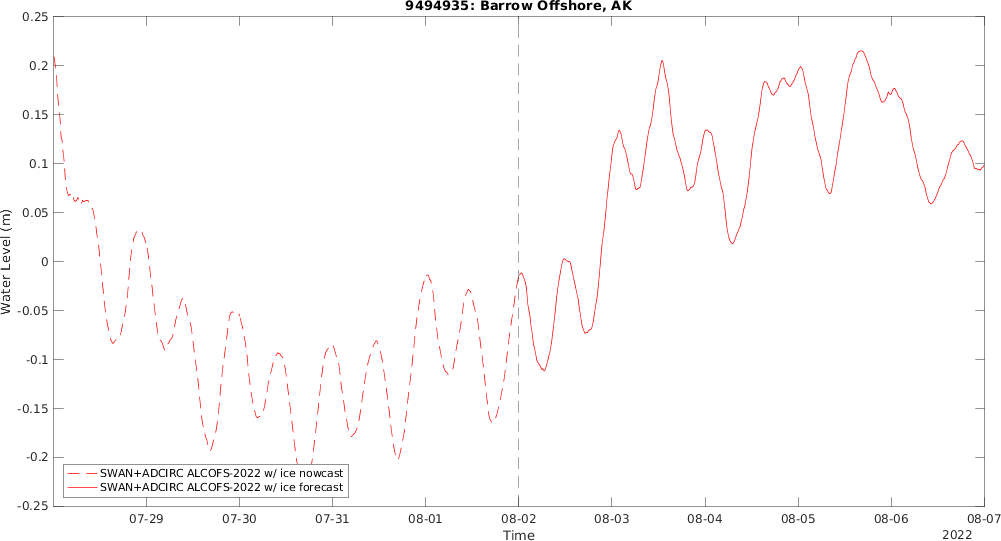 9494935: Barrow Offshore, AK
0.25
0.2
0.15
0.1
0.05
0
-0.05
-0.1
-0.15
-0.2
-0.25
Water Level (m)
SWAN+ADCIRC ALCOFS-2022 w/ ice nowcast
SWAN+ADCIRC ALCOFS-2022 w/ ice forecast
07-29 07-30 07-31 08-01 08-02 08-03 08-04 08-05 08-06 08-07
Time
2022